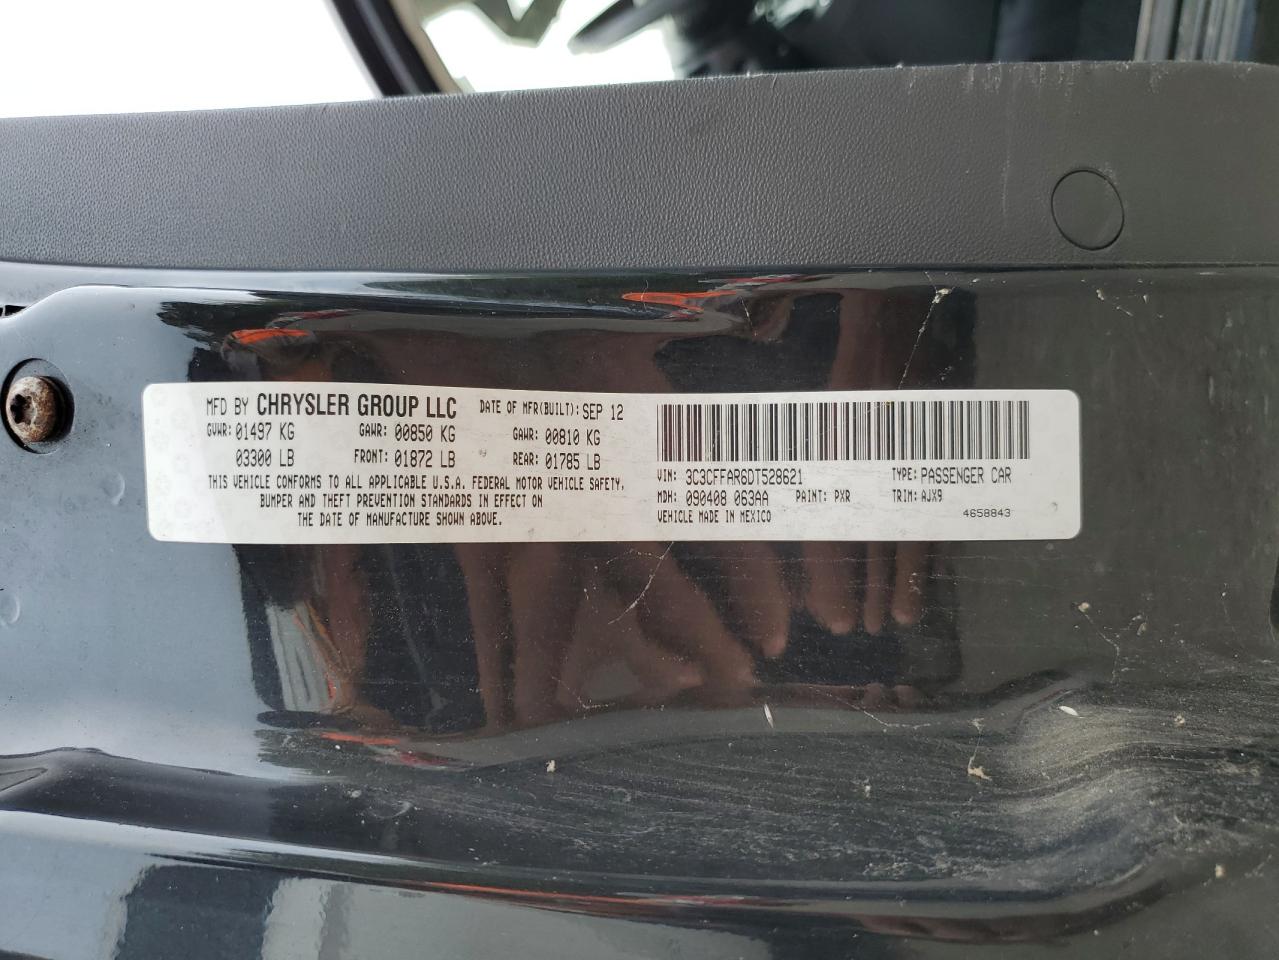 MFD BY CHRYSLER GROUP LLC DATE OF MFR(BUILT): SEP 12
GVWR: 01497 KG GAWR: 00850 KG GAWR: 00810 KG
03300 LB FRONT: 01872 LB REAR: 01785 LB
THIS VEHICLE CONFORMS TO ALL APPLICABLE U.S.A. FEDERAL MOTOR VEHICLE SAFETY,
BUMPER AND THEFT PREVENTION STANDARDS IN EFFECT ON
THE DATE OF MANUFACTURE SHOWN ABOVE.
VIN: 3C3CFFAR6DT528621 TYPE: PASSENGER CAR
MDH: 090408 063AA PAINT: PXR TRIM: AJX9
VEHICLE MADE IN MEXICO 4658843